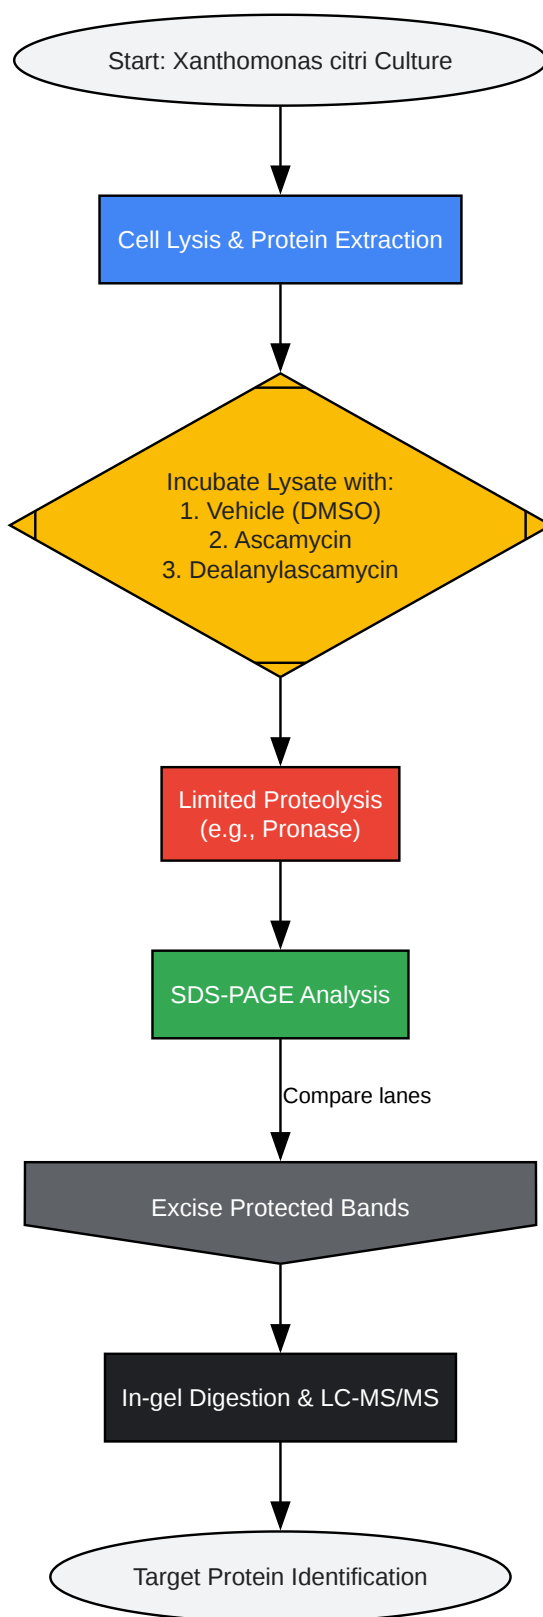 Start: Xanthomonas citri Culture
Cell Lysis & Protein Extraction
Incubate Lysate with:
1. Vehicle (DMSO)
2. Ascamycin
3. Dealanylascamycin
Limited Proteolysis
(e.g., Pronase)
SDS-PAGE Analysis
Compare lanes
Excise Protected Bands
In-gel Digestion & LC-MS/MS
Target Protein Identification